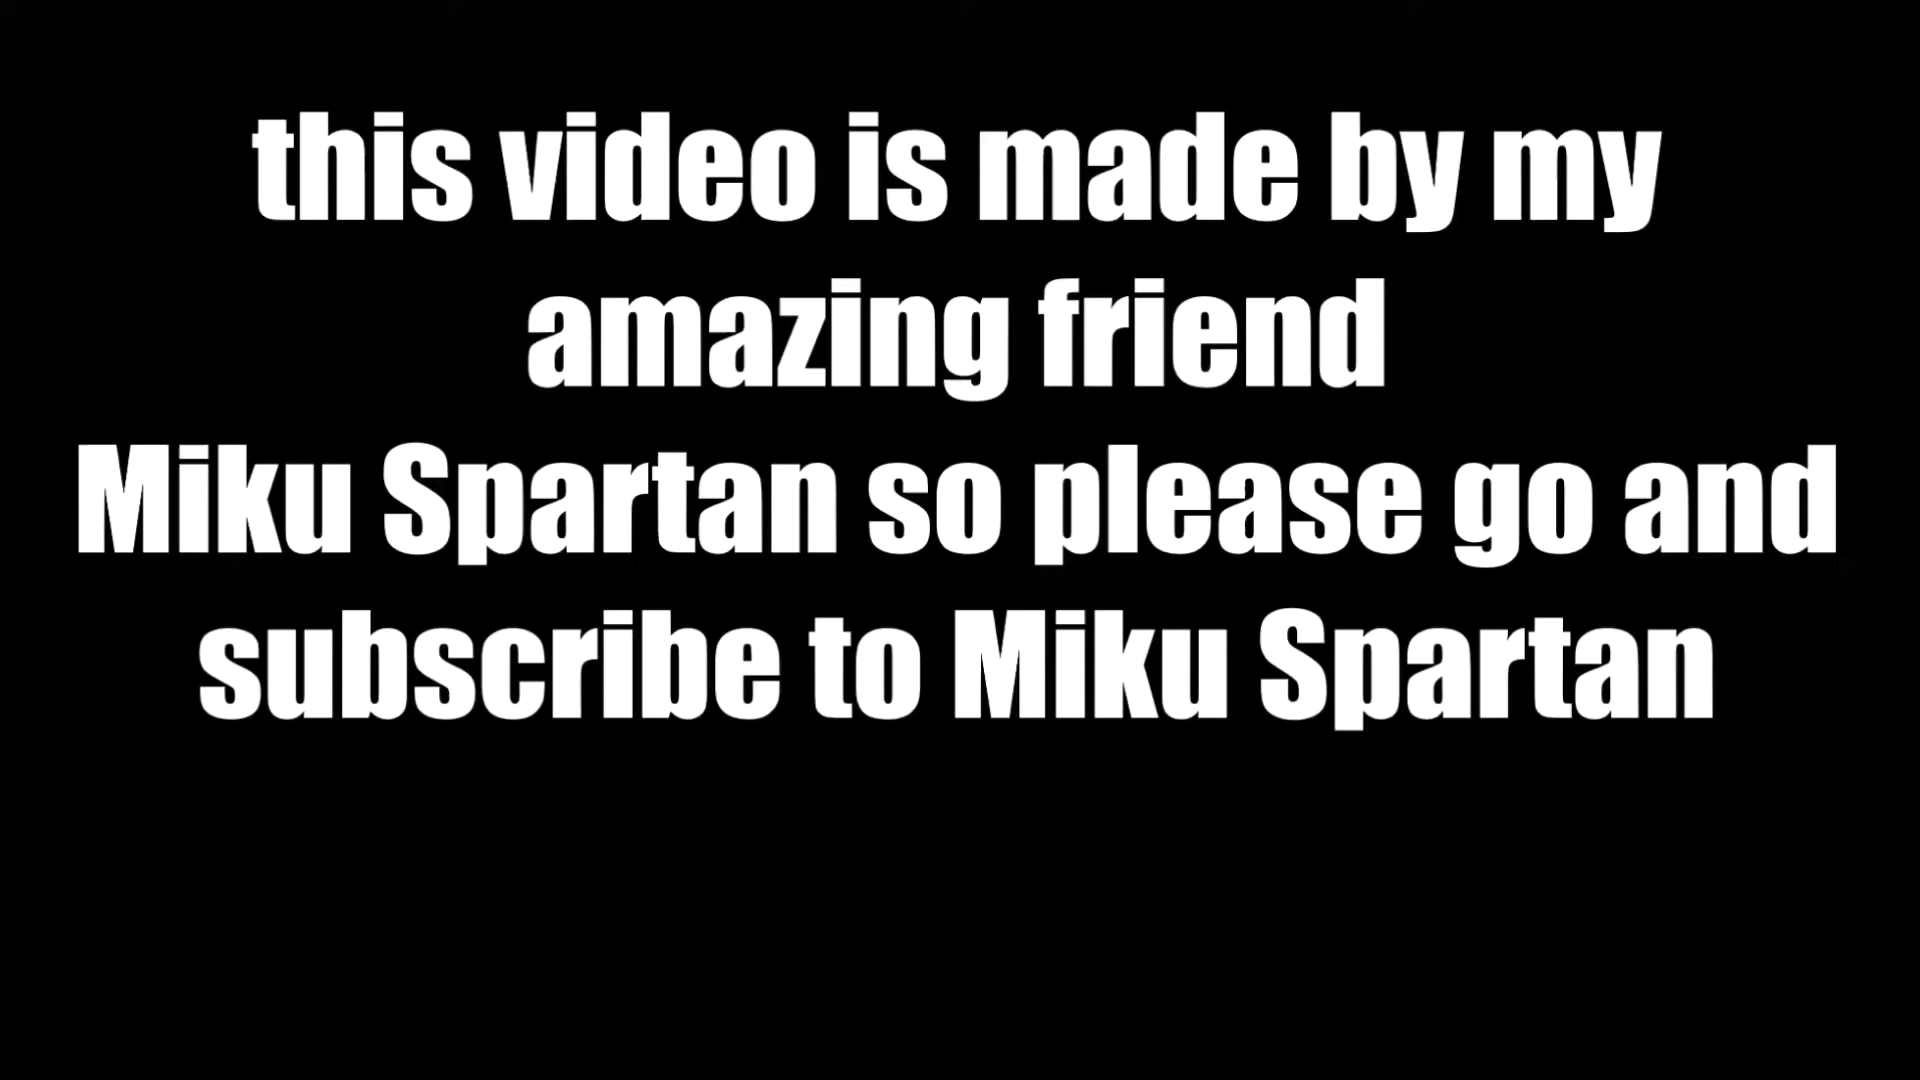 this video is made by my
amazing friend
Miku Spartan so please go and
subscribe to Miku Spartan